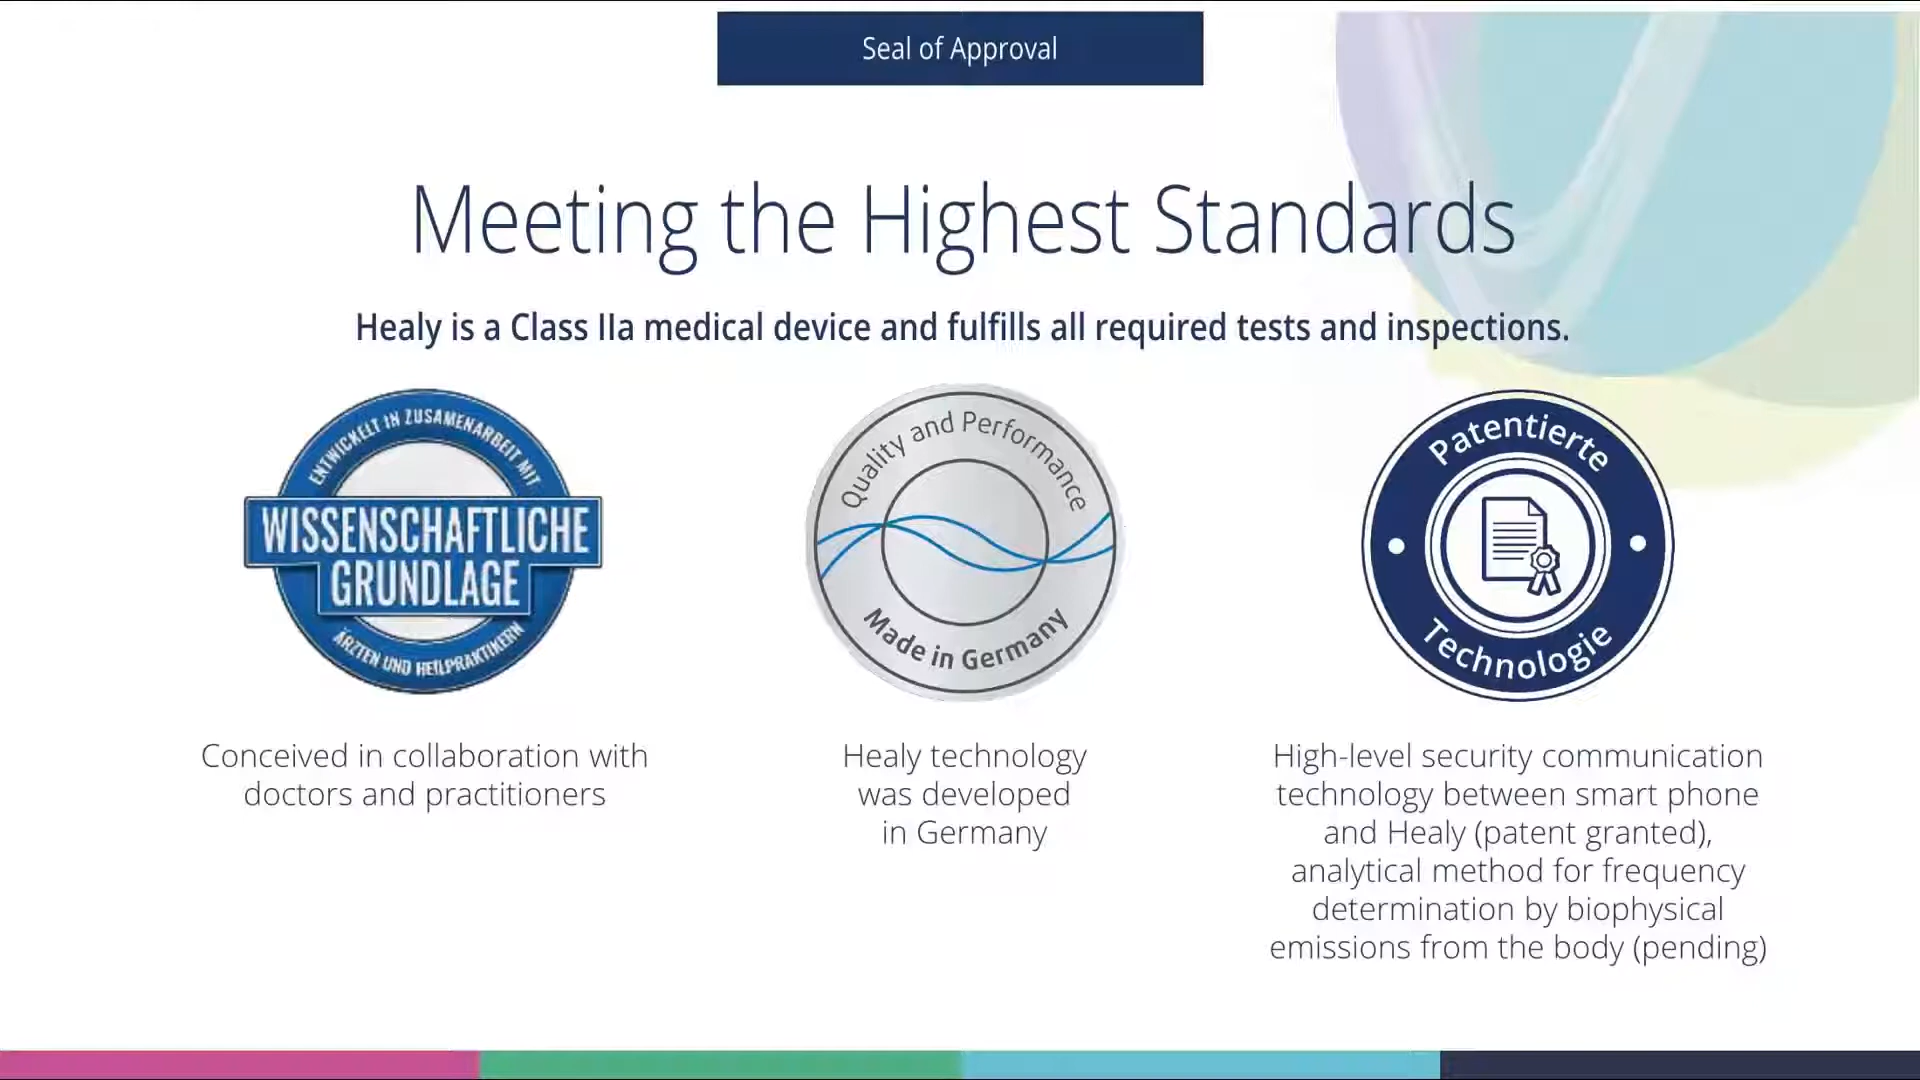 Seal of Approval
Meeting the Highest Standards
Healy is a Class IIa medical device and fulfills all required tests and inspections.
ENTWICKELT IN ZUSAMENARBEIT MIT
WISSENSCHAFTLICHE
GRUNDLAGE
ÄRZTEN UND HEILPRAKTIKERN
Conceived in collaboration with
doctors and practitioners
Quality and Performance
Made in Germany
Healy technology
was developed
in Germany
Patentierte
Technologie
High-level security communication
technology between smart phone
and Healy (patent granted),
analytical method for frequency
determination by biophysical
emissions from the body (pending)